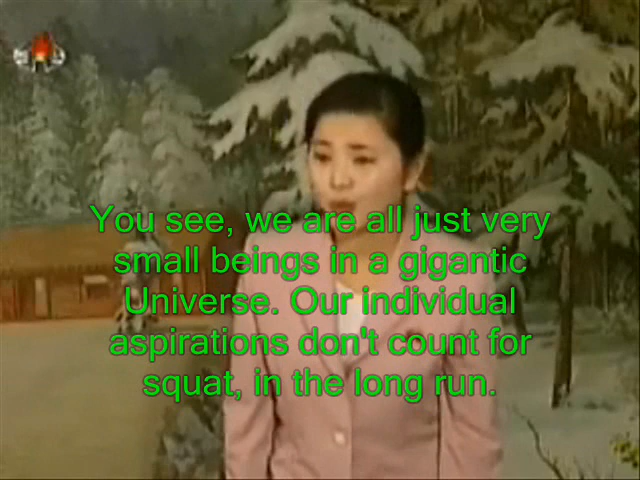 You see, we are all just very
small beings in a gigantic
Universe. Our individual
aspirations don't count for
squat, in the long run.